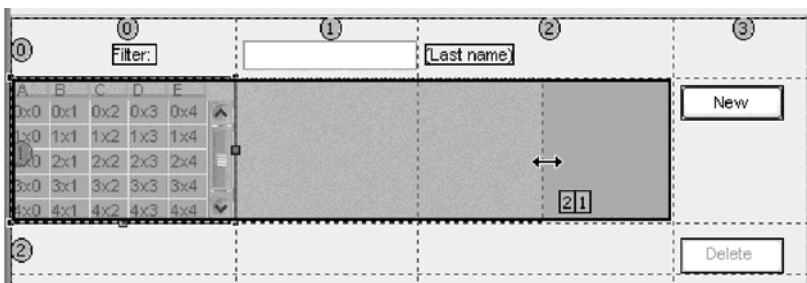 0 1 2 3
0 Filter: (Last name)
A B C D E
0x0 0x1 0x2 0x3 0x4 New
1x0 1x1 1x2 1x3 1x4
1 2x0 2x1 2x2 2x3 2x4
3x0 3x1 3x2 3x3 3x4
4x0 4x1 4x2 4x3 4x4 2 1
2 Delete